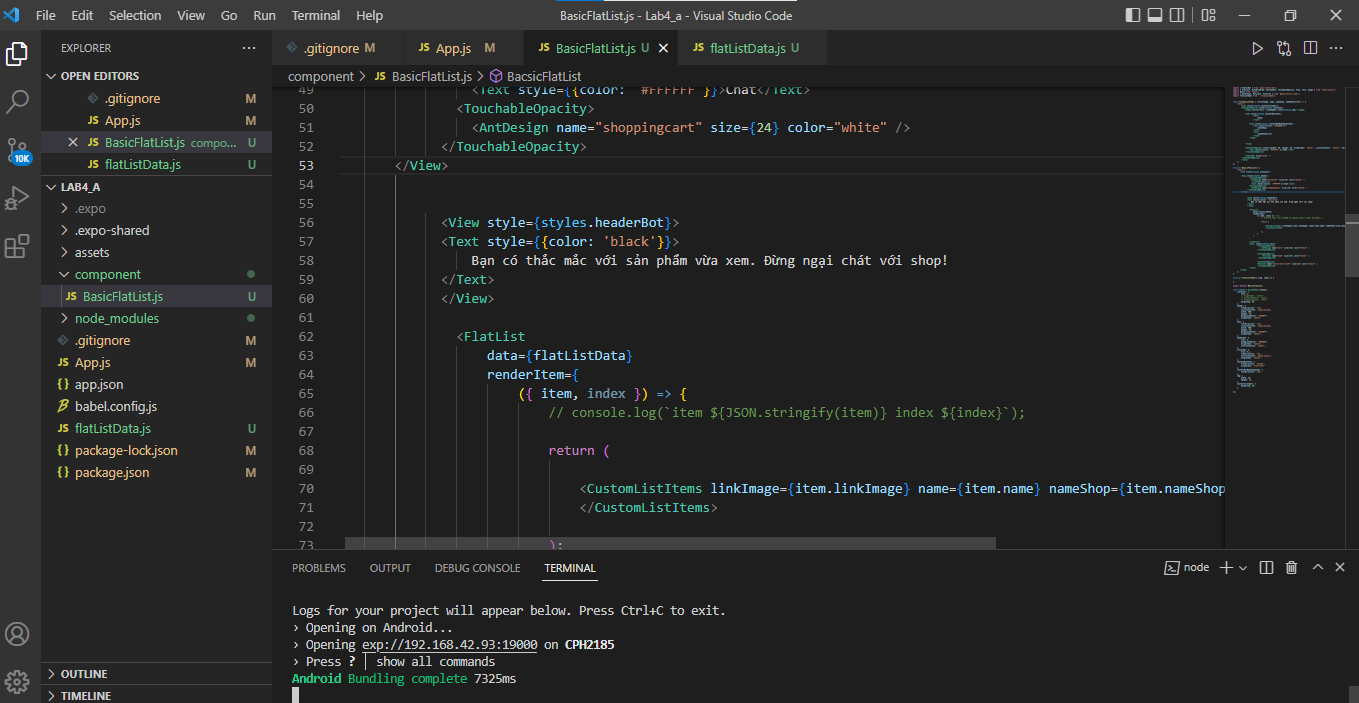 File Edit Selection View Go Run Terminal Help BasicFlatList.js - Lab4_a - Visual Studio Code
EXPLORER
OPEN EDITORS
.gitignore M
JS App.js M
JS BasicFlatList.js compo... U
JS flatListData.js U
10K
LAB4_A
.expo
.expo-shared
assets
component
JS BasicFlatList.js U
node_modules
.gitignore M
JS App.js M
{} app.json
babel.config.js
JS flatListData.js U
{} package-lock.json M
{} package.json M
OUTLINE
TIMELINE
.gitignore M JS App.js M JS BasicFlatList.js U JS flatListData.js U
component > JS BasicFlatList.js > BacsicFlatList
49 <Text style={{color: '#FFFFFF'}}>Chat</Text>
50 <TouchableOpacity>
51 <AntDesign name="shoppingcart" size={24} color="white" />
52 </TouchableOpacity>
53 </View>
54
55
56 <View style={styles.headerBot}>
57 <Text style={{color: 'black'}}>
58 Bạn có thắc mắc với sản phẩm vừa xem. Đừng ngại chát với shop!
59 </Text>
60 </View>
61
62 <FlatList
63 data={flatListData}
64 renderItem={
65 ({ item, index }) => {
66 // console.log(`item ${JSON.stringify(item)} index ${index}`);
67
68 return (
69
70 <CustomListItems linkImage={item.linkImage} name={item.name} nameShop={item.nameShop
71 </CustomListItems>
72
73 );
PROBLEMS OUTPUT DEBUG CONSOLE TERMINAL node
Logs for your project will appear below. Press Ctrl+C to exit.
› Opening on Android...
› Opening exp://192.168.42.93:19000 on CPH2185
› Press ? │ show all commands
Android Bundling complete 7325ms